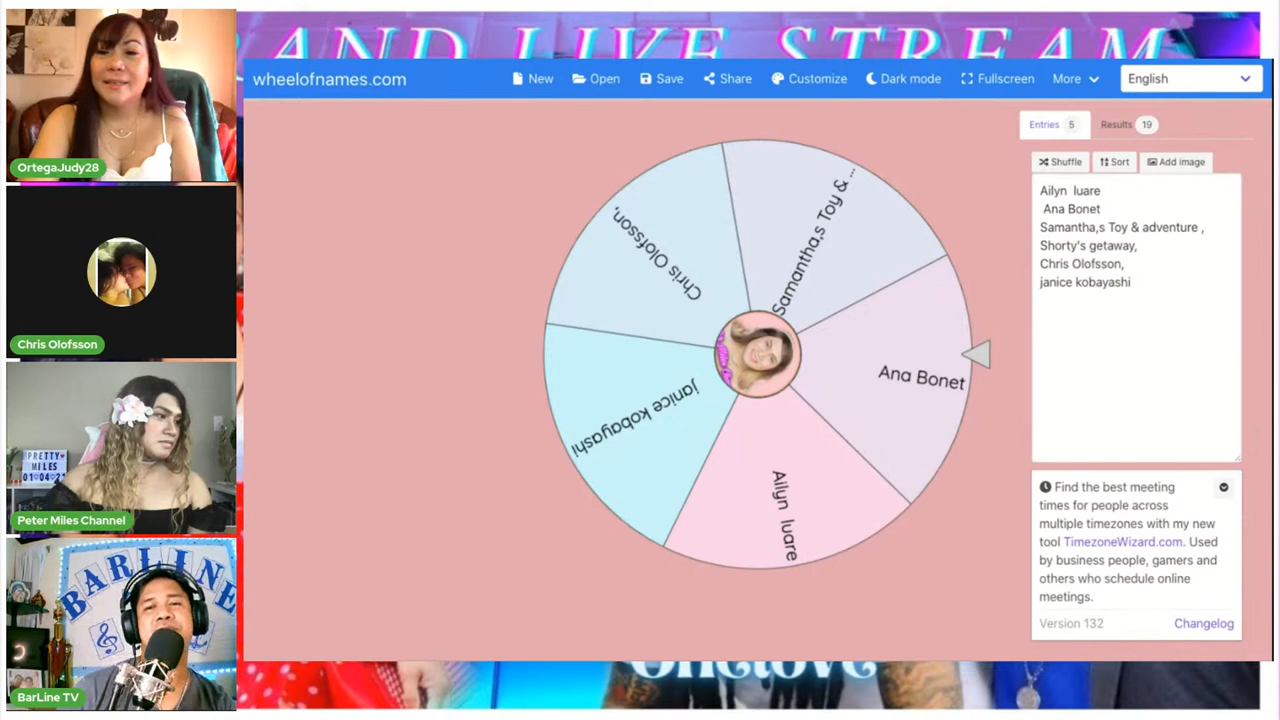 AND LIVE STREAM
wheelofnames.com
New
Open
Save
Share
Customize
Dark mode
Fullscreen
More
English
Entries 5
Results 19
Shuffle
Sort
Add image
Ailyn luare
Ana Bonet
Samantha,s Toy & adventure ,
Shorty's getaway,
Chris Olofsson,
janice kobayashi
Samantha,s Toy & ...
Chris Olofsson,
Ana Bonet
janice kobayashi
Ailyn luare
Find the best meeting
times for people across
multiple timezones with my new
tool TimezoneWizard.com. Used
by business people, gamers and
others who schedule online
meetings.
Version 132
Changelog
OrtegaJudy28
Chris Olofsson
PRETTY
MILES
Peter Miles Channel
BARLINE
BarLine TV
Onelove